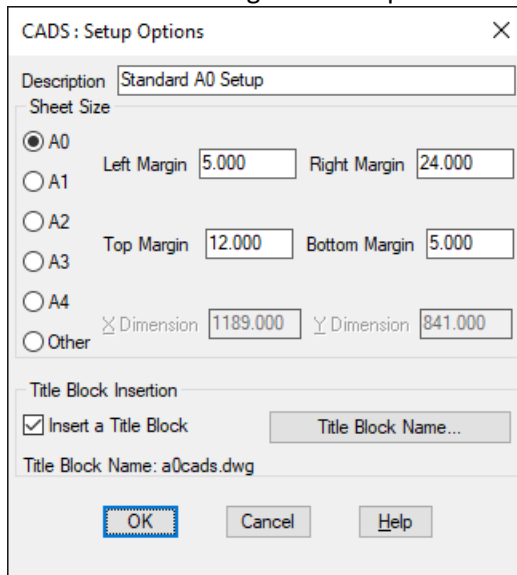 CADS : Setup Options
Description Standard A0 Setup
Sheet Size
A0
A1
Left Margin 5.000 Right Margin 24.000
A2
A3
Top Margin 12.000 Bottom Margin 5.000
A4
Other
X Dimension 1189.000 Y Dimension 841.000
Title Block Insertion
Insert a Title Block Title Block Name...
Title Block Name: a0cads.dwg
OK Cancel Help